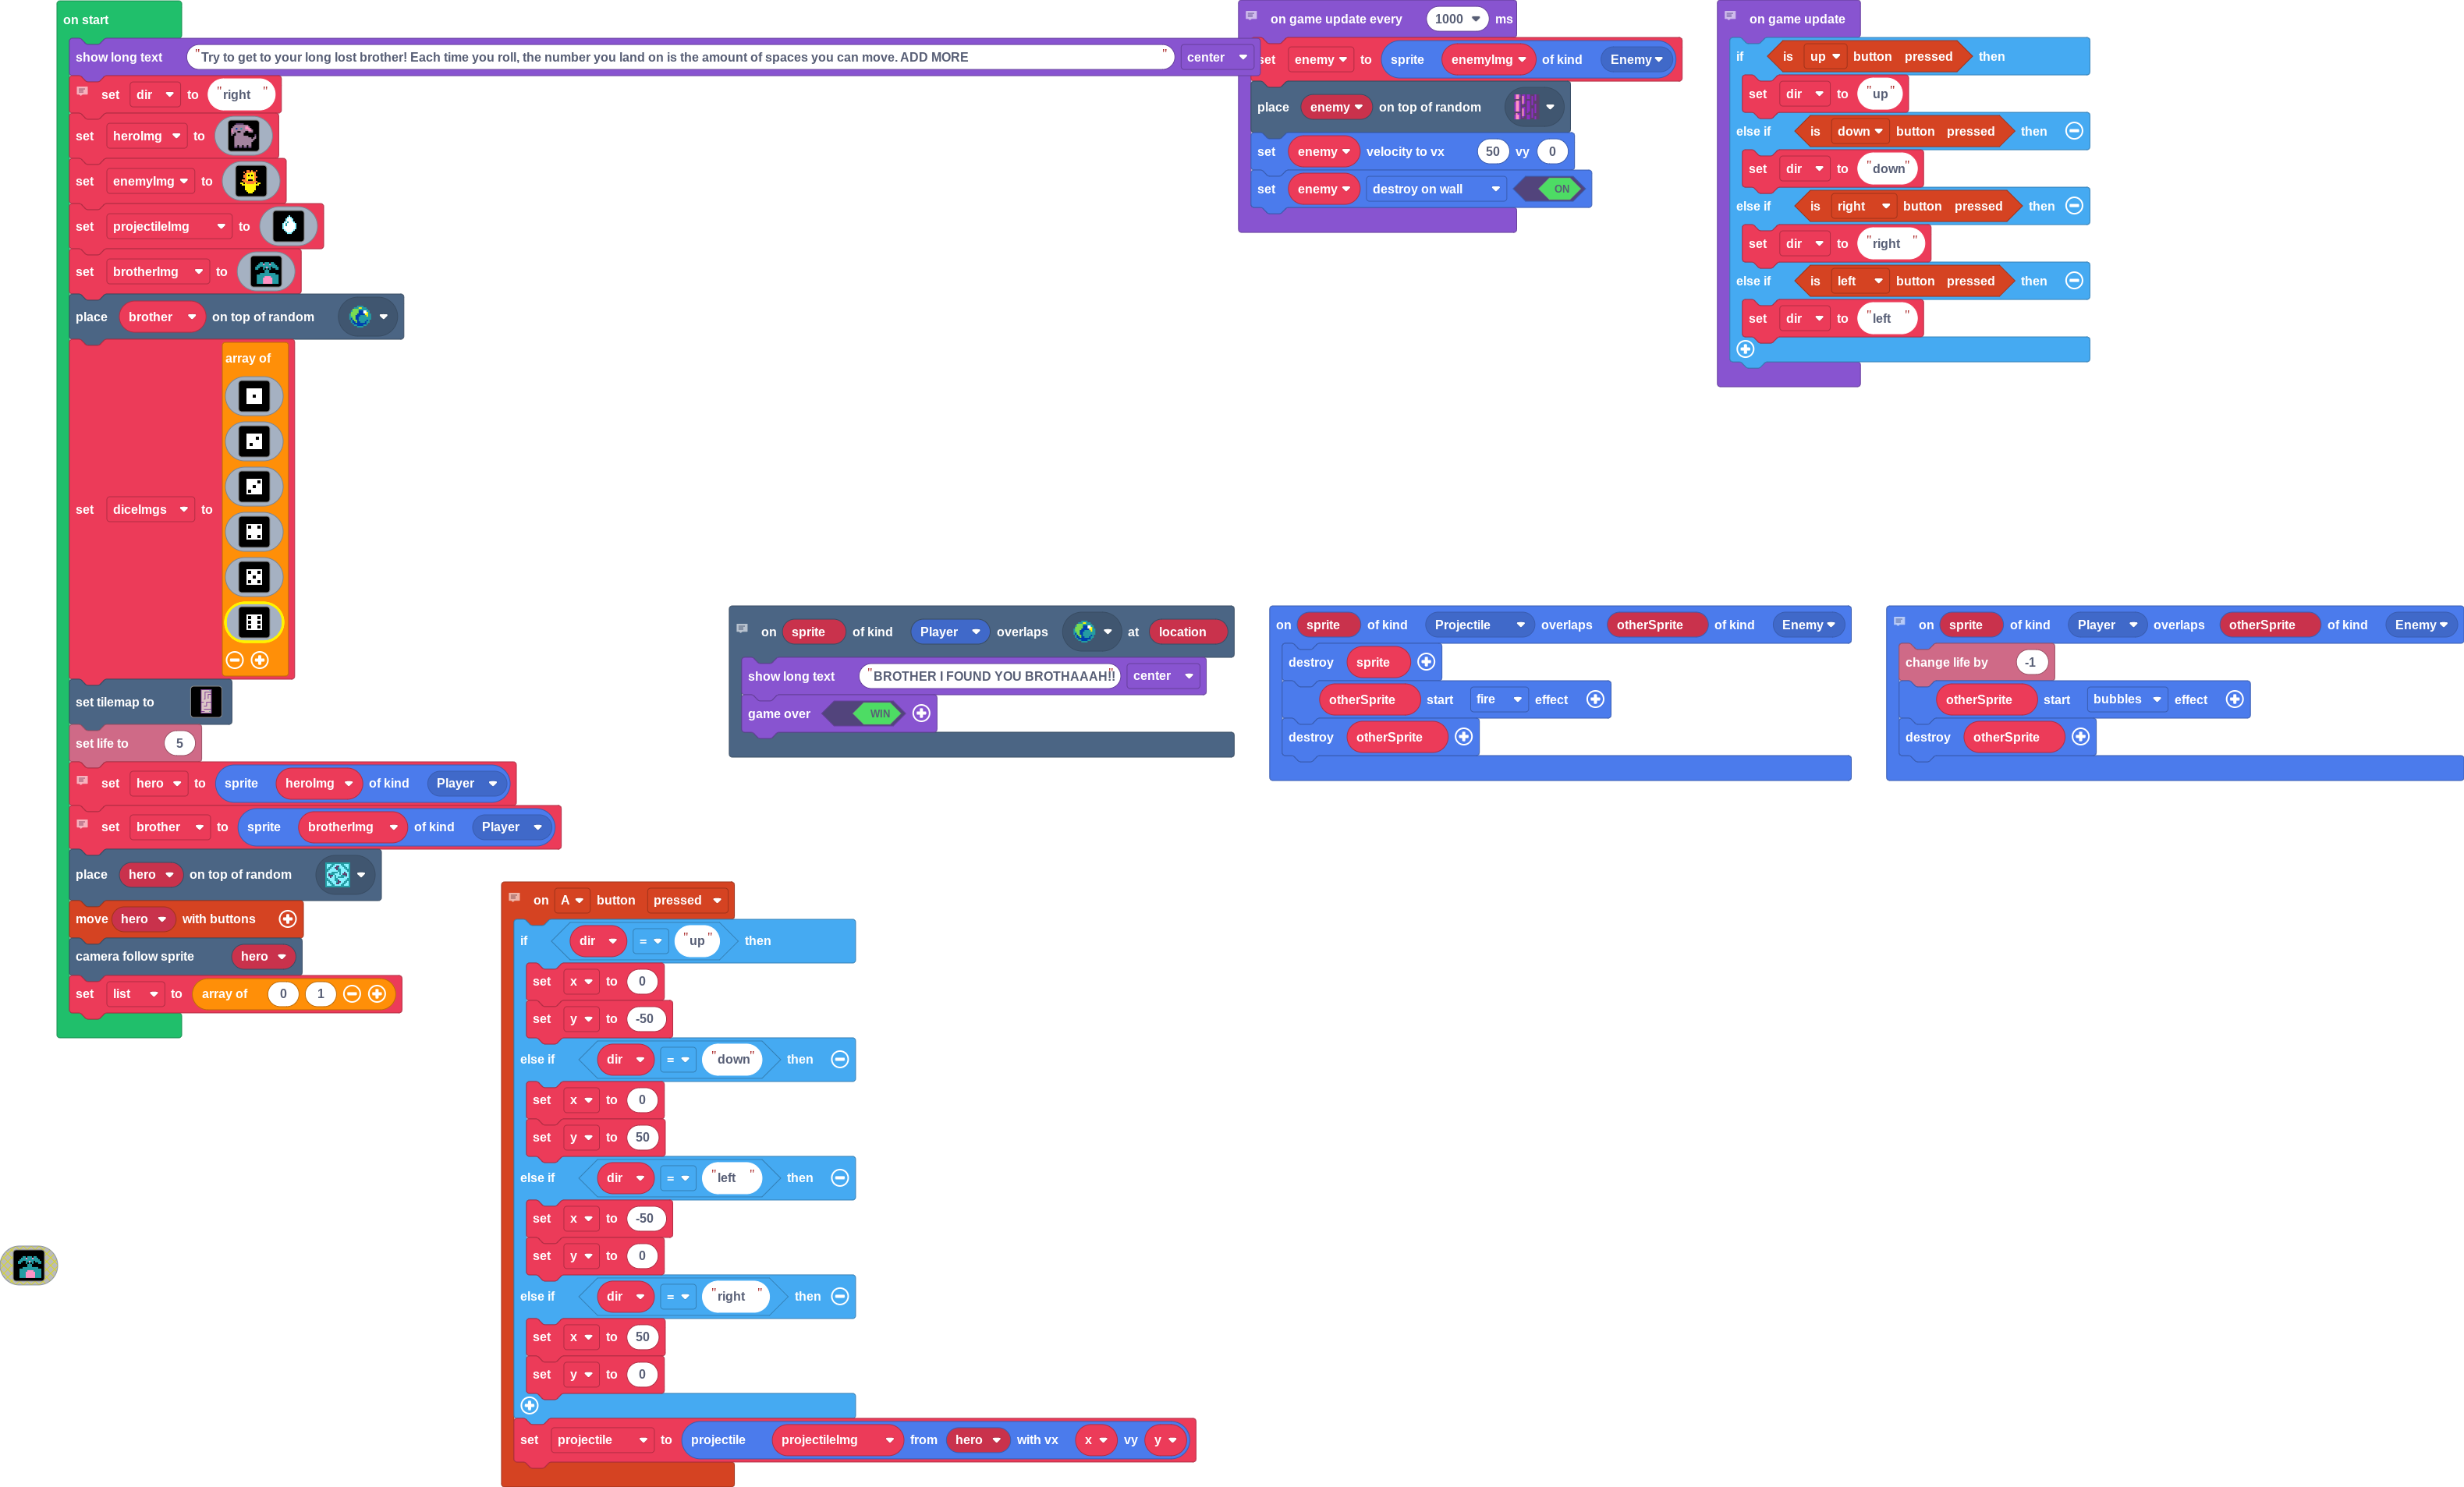 on start
show long text "Try to get to your long lost brother! Each time you roll, the number you land on is the amount of spaces you can move. ADD MORE" center
set dir to "right"
set heroImg to
set enemyImg to
set projectileImg to
set brotherImg to
place brother on top of random
set diceImgs to array of
set tilemap to
set life to 5
set hero to sprite heroImg of kind Player
set brother to sprite brotherImg of kind Player
place hero on top of random
move hero with buttons
camera follow sprite hero
set list to array of 0 1
on game update every 1000 ms
set enemy to sprite enemyImg of kind Enemy
place enemy on top of random
set enemy velocity to vx 50 vy 0
set enemy destroy on wall ON
on game update
if is up button pressed then
set dir to "up"
else if is down button pressed then
set dir to "down"
else if is right button pressed then
set dir to "right"
else if is left button pressed then
set dir to "left"
on sprite of kind Player overlaps at location
show long text "BROTHER I FOUND YOU BROTHAAAH!!" center
game over WIN
on sprite of kind Projectile overlaps otherSprite of kind Enemy
destroy sprite
otherSprite start fire effect
destroy otherSprite
on sprite of kind Player overlaps otherSprite of kind Enemy
change life by -1
otherSprite start bubbles effect
destroy otherSprite
on A button pressed
if dir = "up" then
set x to 0
set y to -50
else if dir = "down" then
set x to 0
set y to 50
else if dir = "left" then
set x to -50
set y to 0
else if dir = "right" then
set x to 50
set y to 0
set projectile to projectile projectileImg from hero with vx x vy y